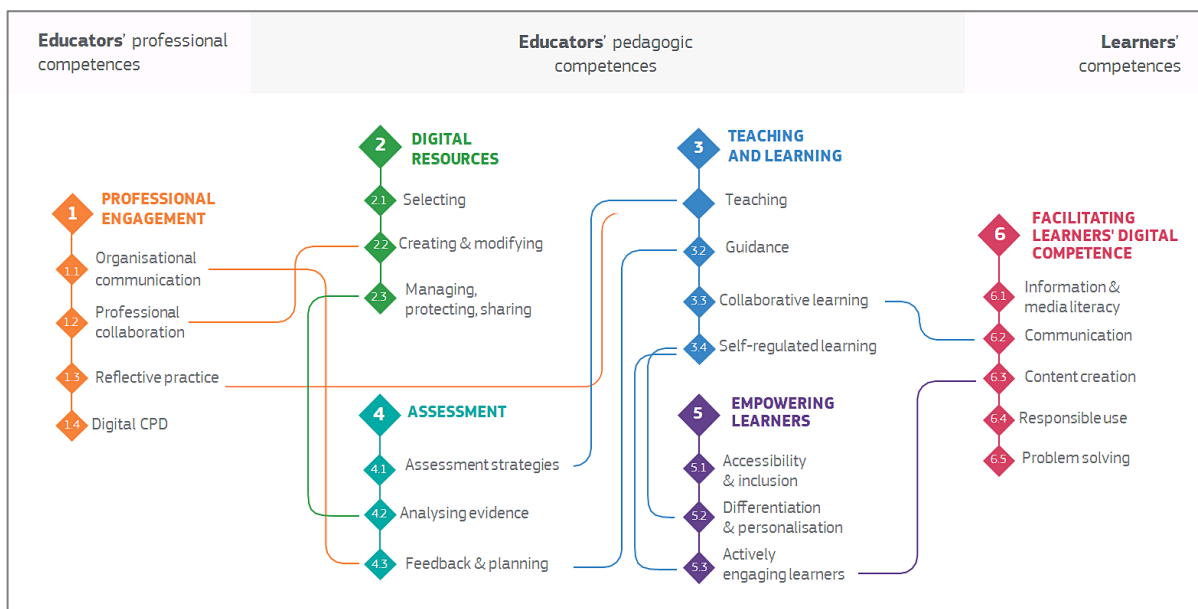 Educators' professional
competences
Educators' pedagogic
competences
Learners'
competences
1
PROFESSIONAL
ENGAGEMENT
1.1
Organisational
communication
1.2
Professional
collaboration
1.3
Reflective practice
1.4
Digital CPD
2
DIGITAL
RESOURCES
2.1
Selecting
2.2
Creating & modifying
2.3
Managing,
protecting, sharing
4
ASSESSMENT
4.1
Assessment strategies
4.2
Analysing evidence
4.3
Feedback & planning
3
TEACHING
AND LEARNING
Teaching
3.2
Guidance
3.3
Collaborative learning
3.4
Self-regulated learning
5
EMPOWERING
LEARNERS
5.1
Accessibility
& inclusion
5.2
Differentiation
& personalisation
5.3
Actively
engaging learners
6
FACILITATING
LEARNERS' DIGITAL
COMPETENCE
6.1
Information &
media literacy
6.2
Communication
6.3
Content creation
6.4
Responsible use
6.5
Problem solving